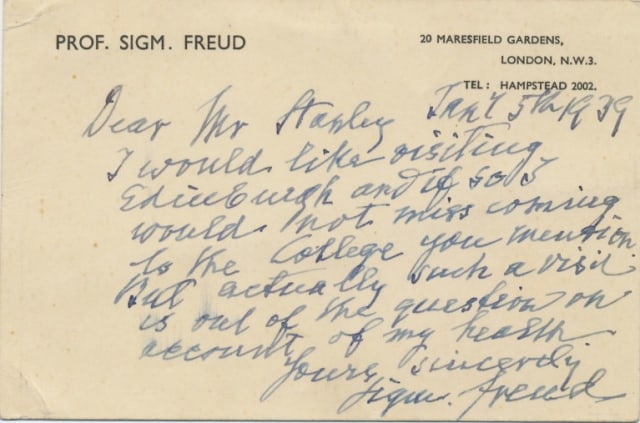 PROF. SIGM. FREUD
20 MARESFIELD GARDENS,
LONDON, N.W.3.
TEL: HAMPSTEAD 2002.
Jany 5th 1939
Dear Mr Stanley
I would like visiting
Edinburgh and if so I
would not miss coming
to the College you mention.
But actually such a visit
is out of the question on
account of my health
Yours sincerely
Sigm. Freud